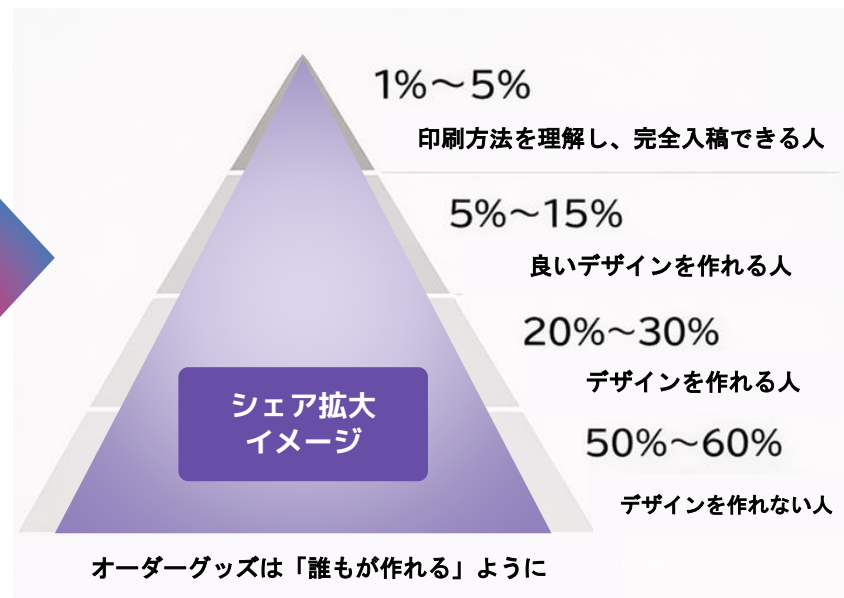 1%～5%
印刷方法を理解し、完全入稿できる人
5%～15%
良いデザインを作れる人
20%～30%
デザインを作れる人
50%～60%
デザインを作れない人
シェア拡大
イメージ
オーダーグッズは「誰もが作れる」ように